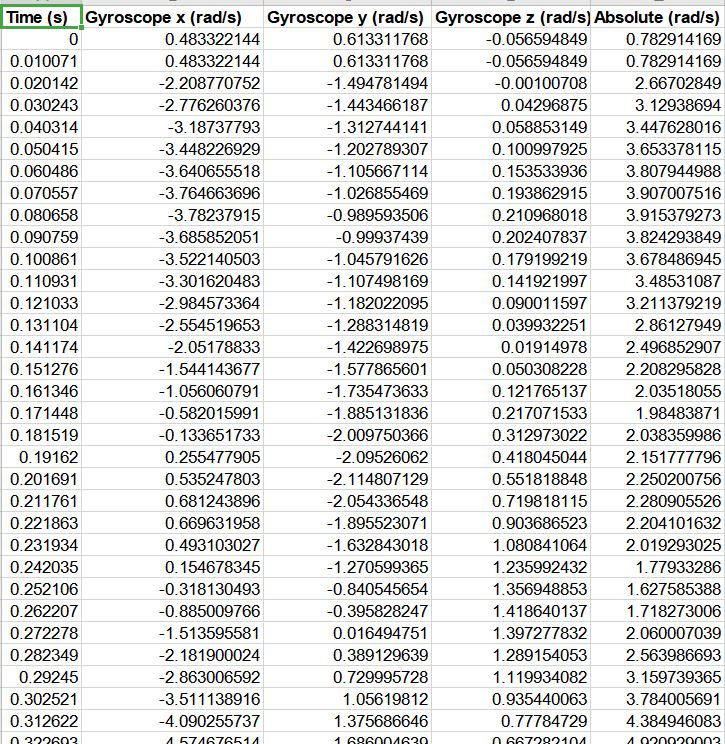 Time (s) Gyroscope x (rad/s) Gyroscope y (rad/s) Gyroscope z (rad/s) Absolute (rad/s)
0 0.483322144 0.613311768 -0.056594849 0.782914169
0.010071 0.483322144 0.613311768 -0.056594849 0.782914169
0.020142 -2.208770752 -1.494781494 -0.00100708 2.66702849
0.030243 -2.776260376 -1.443466187 0.04296875 3.12938694
0.040314 -3.18737793 -1.312744141 0.058853149 3.447628016
0.050415 -3.448226929 -1.202789307 0.100997925 3.653378115
0.060486 -3.640655518 -1.105667114 0.153533936 3.807944988
0.070557 -3.764663696 -1.026855469 0.193862915 3.907007516
0.080658 -3.78237915 -0.989593506 0.210968018 3.915379273
0.090759 -3.685852051 -0.99937439 0.202407837 3.824293849
0.100861 -3.522140503 -1.045791626 0.179199219 3.678486945
0.110931 -3.301620483 -1.107498169 0.141921997 3.48531087
0.121033 -2.984573364 -1.182022095 0.090011597 3.211379219
0.131104 -2.554519653 -1.288314819 0.039932251 2.86127949
0.141174 -2.05178833 -1.422698975 0.01914978 2.496852907
0.151276 -1.544143677 -1.577865601 0.050308228 2.208295828
0.161346 -1.056060791 -1.735473633 0.121765137 2.03518055
0.171448 -0.582015991 -1.885131836 0.217071533 1.98483871
0.181519 -0.133651733 -2.009750366 0.312973022 2.038359986
0.19162 0.255477905 -2.09526062 0.418045044 2.151777796
0.201691 0.535247803 -2.114807129 0.551818848 2.250200756
0.211761 0.681243896 -2.054336548 0.719818115 2.280905526
0.221863 0.669631958 -1.895523071 0.903686523 2.204101632
0.231934 0.493103027 -1.632843018 1.080841064 2.019293025
0.242035 0.154678345 -1.270599365 1.235992432 1.77933286
0.252106 -0.318130493 -0.840545654 1.356948853 1.627585388
0.262207 -0.885009766 -0.395828247 1.418640137 1.718273006
0.272278 -1.513595581 0.016494751 1.397277832 2.060007039
0.282349 -2.181900024 0.389129639 1.289154053 2.563986693
0.29245 -2.863006592 0.729995728 1.119934082 3.159739365
0.302521 -3.511138916 1.05619812 0.935440063 3.784005691
0.312622 -4.090255737 1.375686646 0.77784729 4.384946083
0.322693 -4.574676514 1.686004639 0.667282104 4.920929003